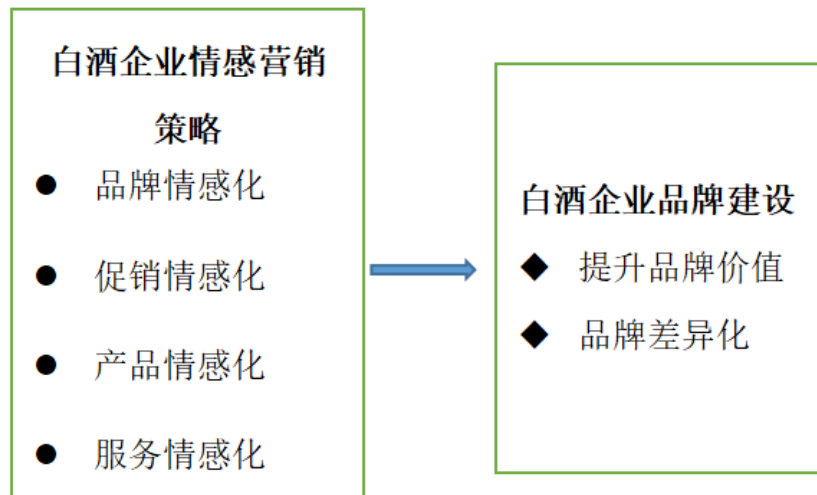 白酒企业情感营销
策略
● 品牌情感化
● 促销情感化
● 产品情感化
● 服务情感化
白酒企业品牌建设
◆ 提升品牌价值
◆ 品牌差异化